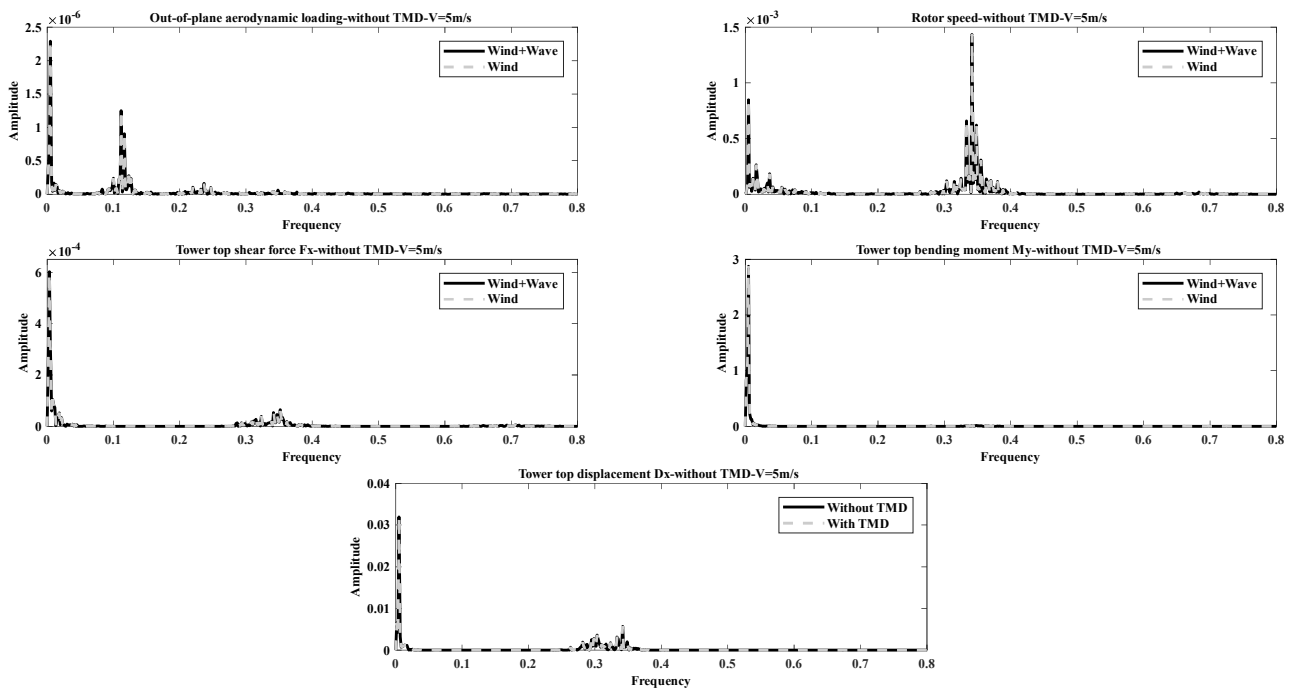 Out-of-plane aerodynamic loading-without TMD-V=5m/s
×10⁻⁶
2.5
2
1.5
1
0.5
0
Amplitude
Wind+Wave
Wind
0 0.1 0.2 0.3 0.4 0.5 0.6 0.7 0.8
Frequency
Rotor speed-without TMD-V=5m/s
×10⁻³
1.5
1
0.5
0
Amplitude
Wind+Wave
Wind
0 0.1 0.2 0.3 0.4 0.5 0.6 0.7 0.8
Frequency
Tower top shear force Fx-without TMD-V=5m/s
×10⁻⁴
6
4
2
0
Amplitude
Wind+Wave
Wind
0 0.1 0.2 0.3 0.4 0.5 0.6 0.7 0.8
Frequency
Tower top bending moment My-without TMD-V=5m/s
3
2
1
0
Amplitude
Wind+Wave
Wind
0 0.1 0.2 0.3 0.4 0.5 0.6 0.7 0.8
Frequency
Tower top displacement Dx-without TMD-V=5m/s
0.04
0.03
0.02
0.01
0
Amplitude
Without TMD
With TMD
0 0.1 0.2 0.3 0.4 0.5 0.6 0.7 0.8
Frequency